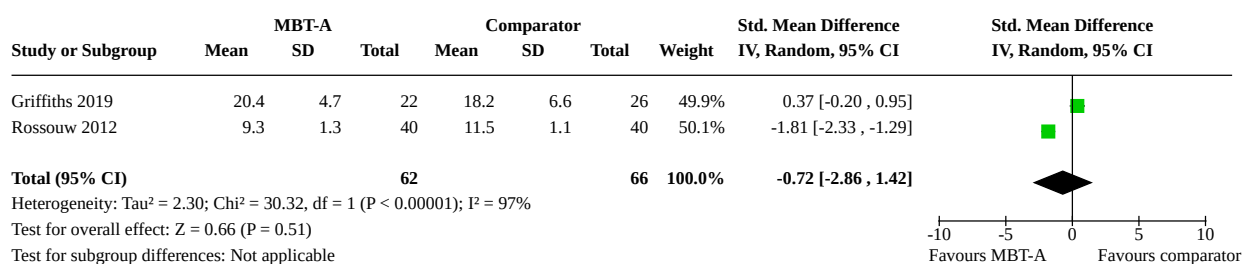 MBT-A Comparator Std. Mean Difference Std. Mean Difference
Study or Subgroup Mean SD Total Mean SD Total Weight IV, Random, 95% CI IV, Random, 95% CI
Griffiths 2019 20.4 4.7 22 18.2 6.6 26 49.9% 0.37 [-0.20 , 0.95]
Rossouw 2012 9.3 1.3 40 11.5 1.1 40 50.1% -1.81 [-2.33 , -1.29]
Total (95% CI) 62 66 100.0% -0.72 [-2.86 , 1.42]
Heterogeneity: Tau² = 2.30; Chi² = 30.32, df = 1 (P < 0.00001); I² = 97%
Test for overall effect: Z = 0.66 (P = 0.51)
-10 -5 0 5 10
Test for subgroup differences: Not applicable
Favours MBT-A Favours comparator